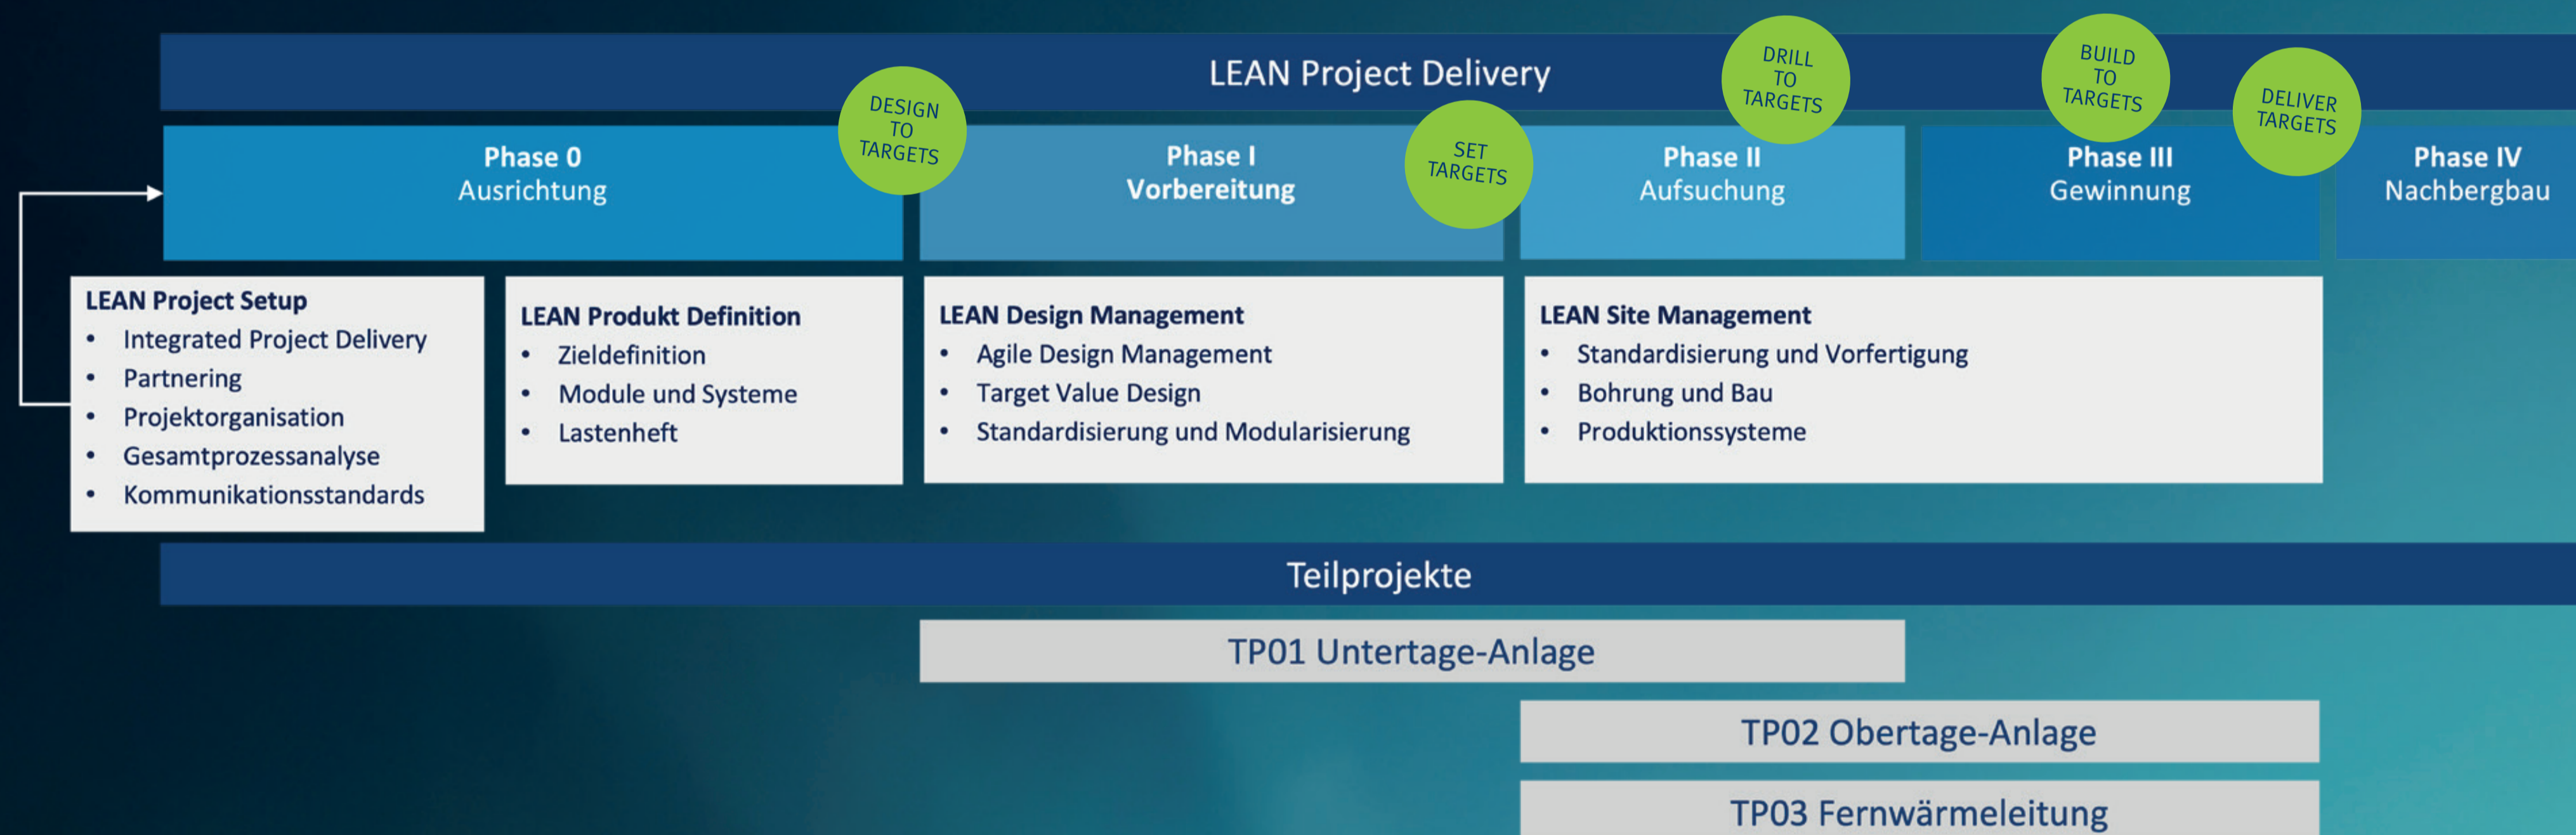 LEAN Project Delivery
DESIGN
TO
TARGETS
SET
TARGETS
DRILL
TO
TARGETS
BUILD
TO
TARGETS
DELIVER
TARGETS
Phase 0
Ausrichtung
Phase I
Vorbereitung
Phase II
Aufsuchung
Phase III
Gewinnung
Phase IV
Nachbergbau
LEAN Project Setup
• Integrated Project Delivery
• Partnering
• Projektorganisation
• Gesamtprozessanalyse
• Kommunikationsstandards
LEAN Produkt Definition
• Zieldefinition
• Module und Systeme
• Lastenheft
LEAN Design Management
• Agile Design Management
• Target Value Design
• Standardisierung und Modularisierung
LEAN Site Management
• Standardisierung und Vorfertigung
• Bohrung und Bau
• Produktionssysteme
Teilprojekte
TP01 Untertage-Anlage
TP02 Obertage-Anlage
TP03 Fernwärmeleitung